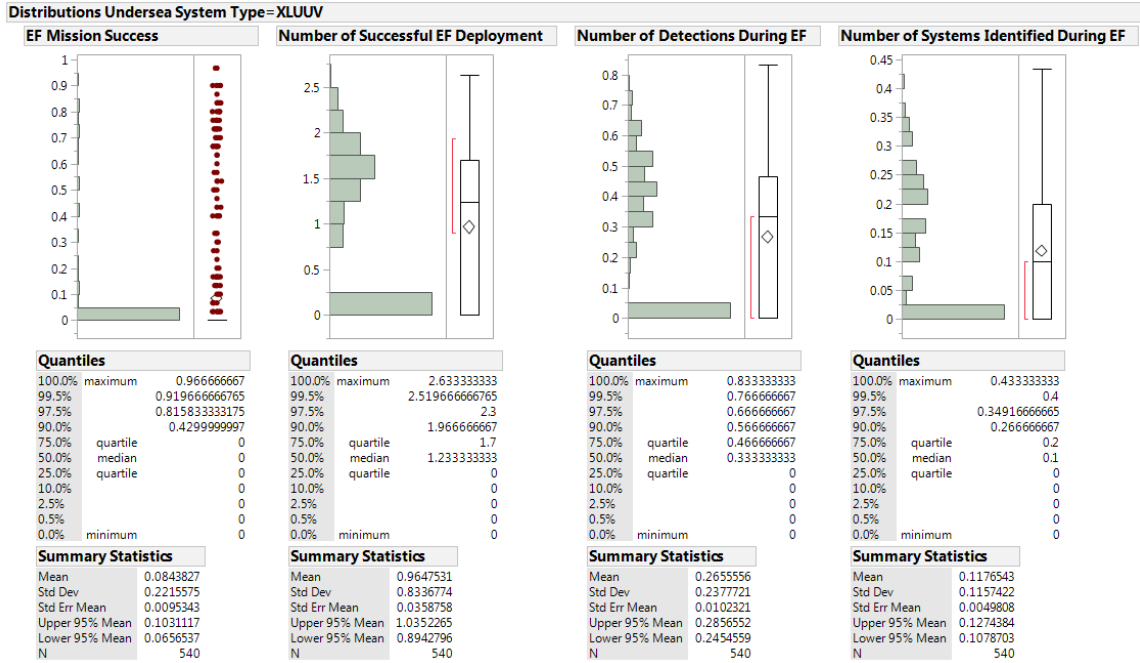 Distributions Undersea System Type=XLUUV
EF Mission Success
1
0.9
0.8
0.7
0.6
0.5
0.4
0.3
0.2
0.1
0
Quantiles
100.0% maximum 0.966666667
99.5% 0.919666666765
97.5% 0.815833333175
90.0% 0.4299999997
75.0% quartile 0
50.0% median 0
25.0% quartile 0
10.0% 0
2.5% 0
0.5% 0
0.0% minimum 0
Summary Statistics
Mean 0.0843827
Std Dev 0.2215575
Std Err Mean 0.0095343
Upper 95% Mean 0.1031117
Lower 95% Mean 0.0656537
N 540
Number of Successful EF Deployment
2.5
2
1.5
1
0.5
0
Quantiles
100.0% maximum 2.633333333
99.5% 2.519666666765
97.5% 2.3
90.0% 1.966666667
75.0% quartile 1.7
50.0% median 1.233333333
25.0% quartile 0
10.0% 0
2.5% 0
0.5% 0
0.0% minimum 0
Summary Statistics
Mean 0.9647531
Std Dev 0.8336774
Std Err Mean 0.0358758
Upper 95% Mean 1.0352265
Lower 95% Mean 0.8942796
N 540
Number of Detections During EF
0.8
0.7
0.6
0.5
0.4
0.3
0.2
0.1
0
Quantiles
100.0% maximum 0.833333333
99.5% 0.766666667
97.5% 0.666666667
90.0% 0.566666667
75.0% quartile 0.466666667
50.0% median 0.333333333
25.0% quartile 0
10.0% 0
2.5% 0
0.5% 0
0.0% minimum 0
Summary Statistics
Mean 0.2655556
Std Dev 0.2377721
Std Err Mean 0.0102321
Upper 95% Mean 0.2856552
Lower 95% Mean 0.2454559
N 540
Number of Systems Identified During EF
0.45
0.4
0.35
0.3
0.25
0.2
0.15
0.1
0.05
0
Quantiles
100.0% maximum 0.433333333
99.5% 0.4
97.5% 0.34916666665
90.0% 0.266666667
75.0% quartile 0.2
50.0% median 0.1
25.0% quartile 0
10.0% 0
2.5% 0
0.5% 0
0.0% minimum 0
Summary Statistics
Mean 0.1176543
Std Dev 0.1157422
Std Err Mean 0.0049808
Upper 95% Mean 0.1274384
Lower 95% Mean 0.1078703
N 540